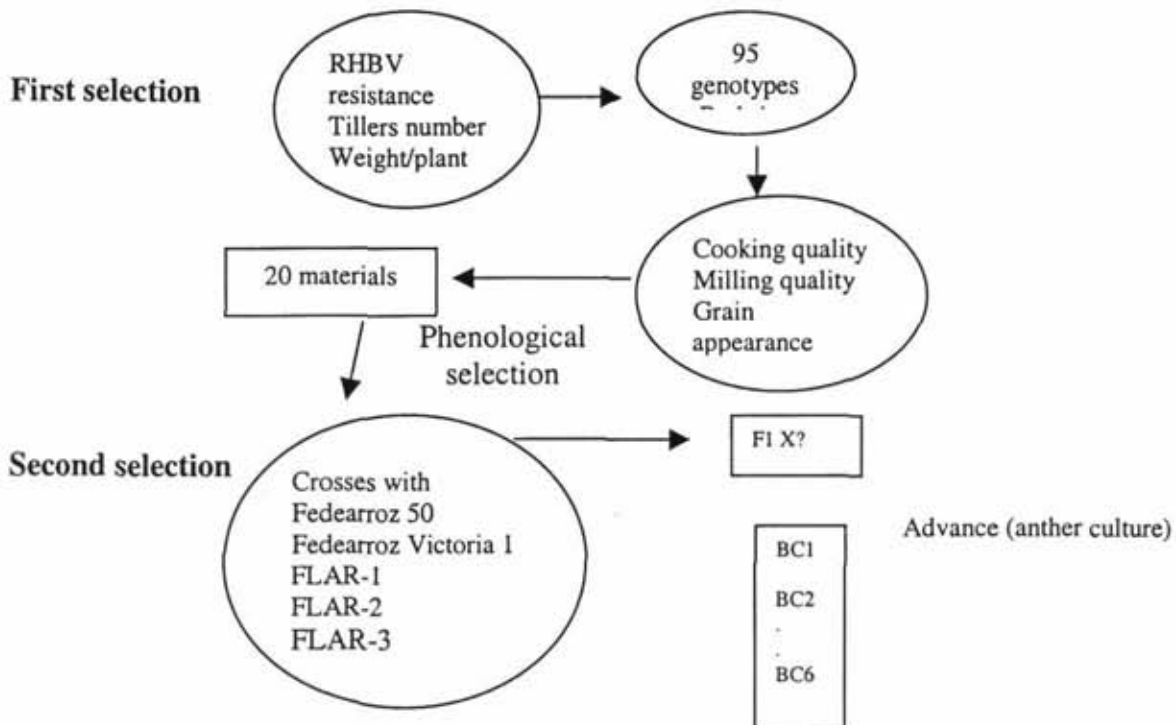 First selection
RHBV
resistance
Tillers number
Weight/plant
95
genotypes
Cooking quality
Milling quality
Grain
appearance
20 materials
Phenological
selection
Second selection
Crosses with
Fedearroz 50
Fedearroz Victoria 1
FLAR-1
FLAR-2
FLAR-3
F1 X?
Advance (anther culture)
BC1
BC2
.
.
BC6